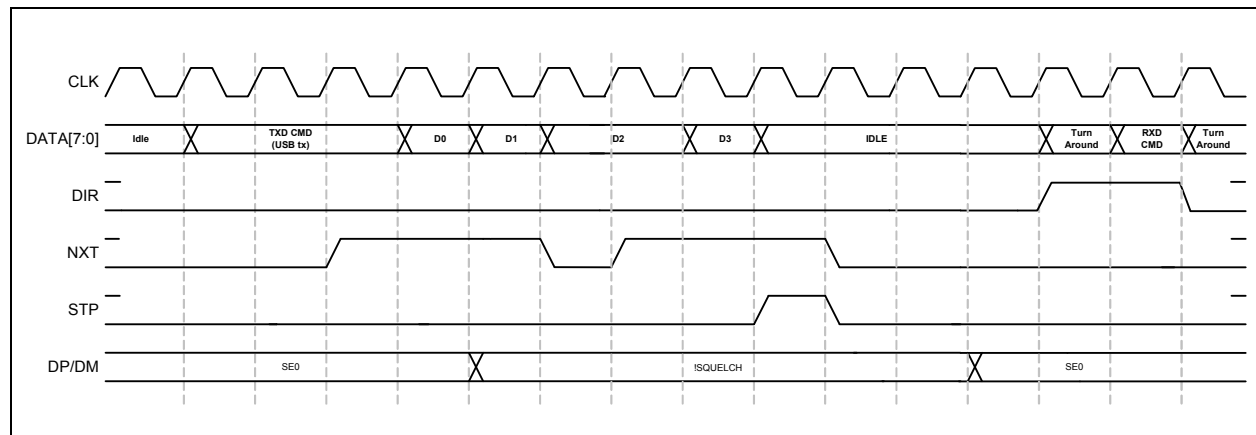 CLK
DATA[7:0]
Idle
TXD CMD
(USB tx)
D0
D1
D2
D3
IDLE
Turn
Around
RXD
CMD
Turn
Around
DIR
NXT
STP
DP/DM
SE0
!SQUELCH
SE0